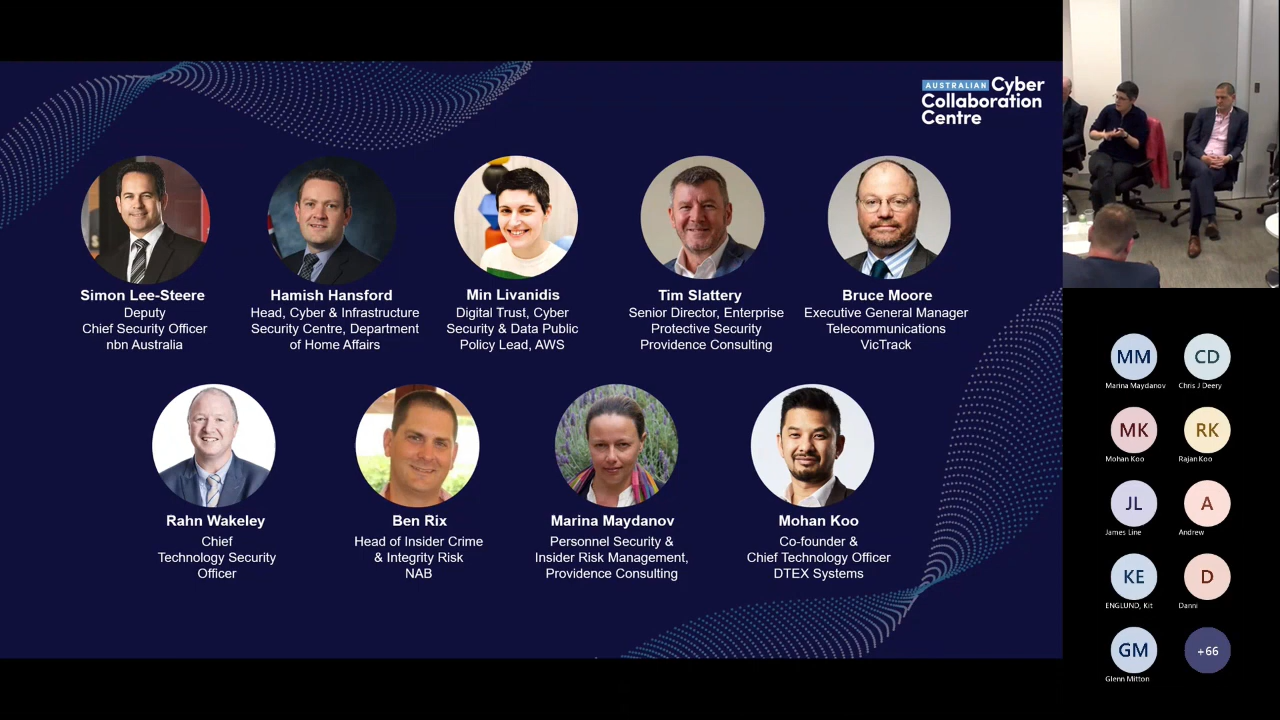 AUSTRALIAN Cyber
Collaboration
Centre
Simon Lee-Steere
Deputy
Chief Security Officer
nbn Australia
Hamish Hansford
Head, Cyber & Infrastructure
Security Centre, Department
of Home Affairs
Min Livanidis
Digital Trust, Cyber
Security & Data Public
Policy Lead, AWS
Tim Slattery
Senior Director, Enterprise
Protective Security
Providence Consulting
Bruce Moore
Executive General Manager
Telecommunications
VicTrack
Rahn Wakeley
Chief
Technology Security
Officer
Ben Rix
Head of Insider Crime
& Integrity Risk
NAB
Marina Maydanov
Personnel Security &
Insider Risk Management,
Providence Consulting
Mohan Koo
Co-founder &
Chief Technology Officer
DTEX Systems
MM
Marina Maydanov
CD
Chris J Deery
MK
Mohan Koo
RK
Rajan Koo
JL
James Line
A
Andrew
KE
ENGLUND, Kit
D
Danni
GM
Glenn Mitton
+66